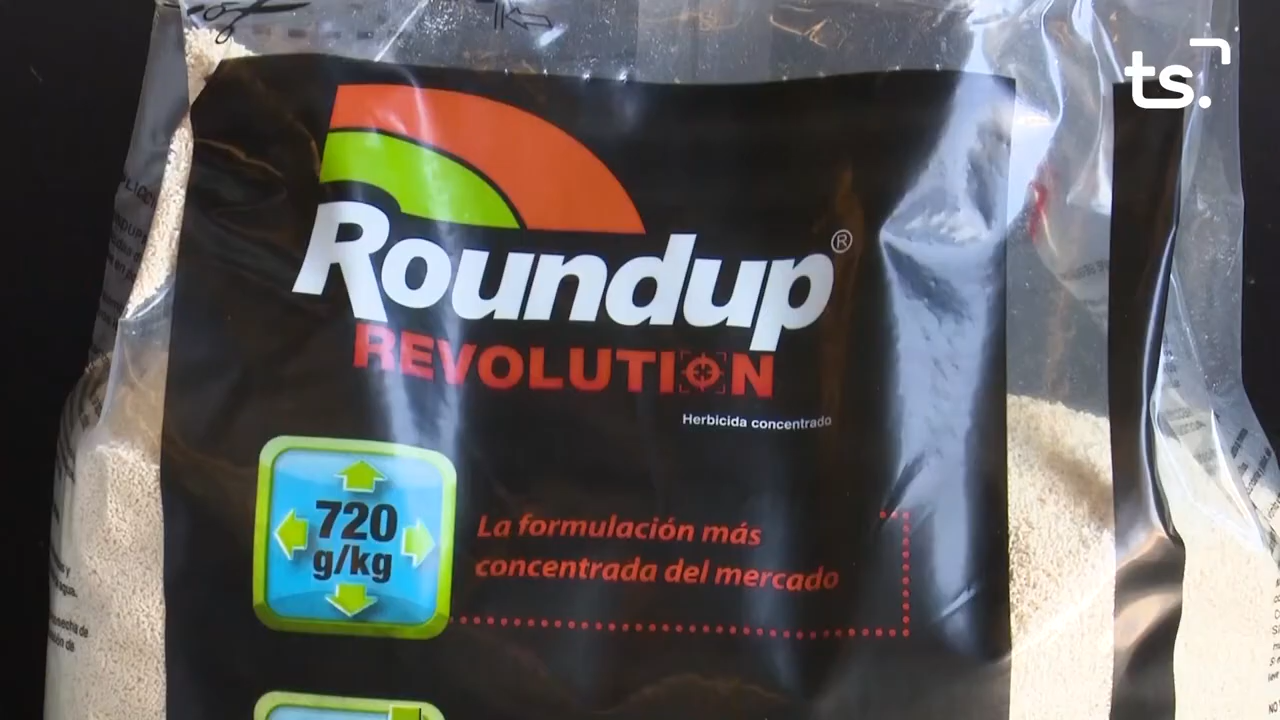 ts.
Roundup®
REVOLUTION
Herbicida concentrado
720
g/kg
La formulación más
concentrada del mercado